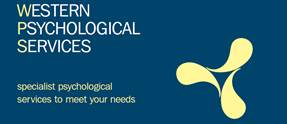 WESTERN
PSYCHOLOGICAL
SERVICES
specialist psychological
services to meet your needs